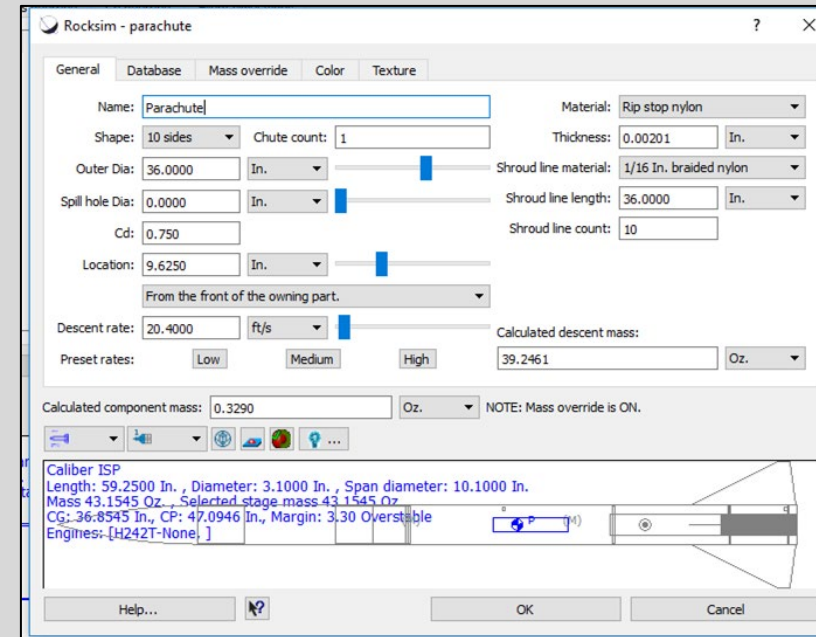 Rocksim - parachute
General Database Mass override Color Texture
Name: Parachute Material: Rip stop nylon
Shape: 10 sides Chute count: 1 Thickness: 0.00201 In.
Outer Dia: 36.0000 In. Shroud line material: 1/16 In. braided nylon
Spill hole Dia: 0.0000 In. Shroud line length: 36.0000 In.
Cd: 0.750 Shroud line count: 10
Location: 9.6250 In.
From the front of the owning part.
Descent rate: 20.4000 ft/s Calculated descent mass:
Preset rates: Low Medium High 39.2461 Oz.
Calculated component mass: 0.3290 Oz. NOTE: Mass override is ON.
Caliber ISP
Length: 59.2500 In. , Diameter: 3.1000 In. , Span diameter: 10.1000 In.
Mass 43.1545 Oz. , Selected stage mass 43.1545 Oz
CG: 36.8545 In., CP: 47.0946 In., Margin: 3.30 Overstable
Engines: [H242T-None, ]
P (M)
Help... OK Cancel